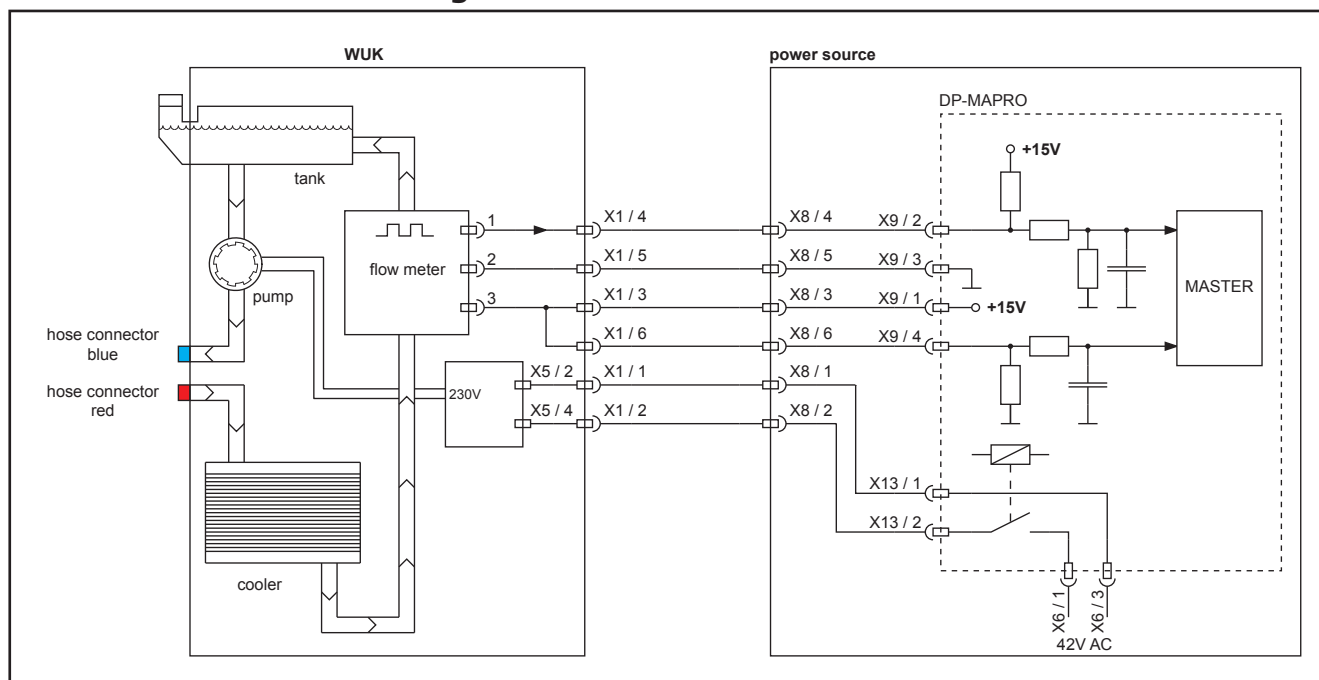 WUK
power source
DP-MAPRO
+15V
tank
1
X1 / 4
X8 / 4
X9 / 2
flow meter
2
X1 / 5
X8 / 5
X9 / 3
MASTER
pump
3
X1 / 3
X8 / 3
X9 / 1
+15V
hose connector
blue
X1 / 6
X8 / 6
X9 / 4
hose connector
red
230V
X5 / 2
X1 / 1
X8 / 1
X5 / 4
X1 / 2
X8 / 2
X13 / 1
X13 / 2
cooler
X6 / 1
X6 / 3
42V AC